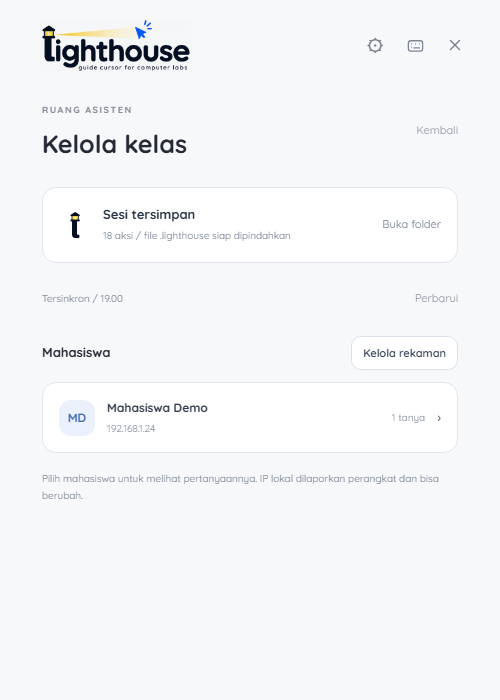 lighthouse
guide cursor for computer labs
RUANG ASISTEN
Kelola kelas
Kembali
Sesi tersimpan
18 aksi / file .lighthouse siap dipindahkan
Buka folder
Tersinkron / 19.00
Perbarui
Mahasiswa
Kelola rekaman
MD
Mahasiswa Demo
192.168.1.24
1 tanya
Pilih mahasiswa untuk melihat pertanyaannya. IP lokal dilaporkan perangkat dan bisa
berubah.